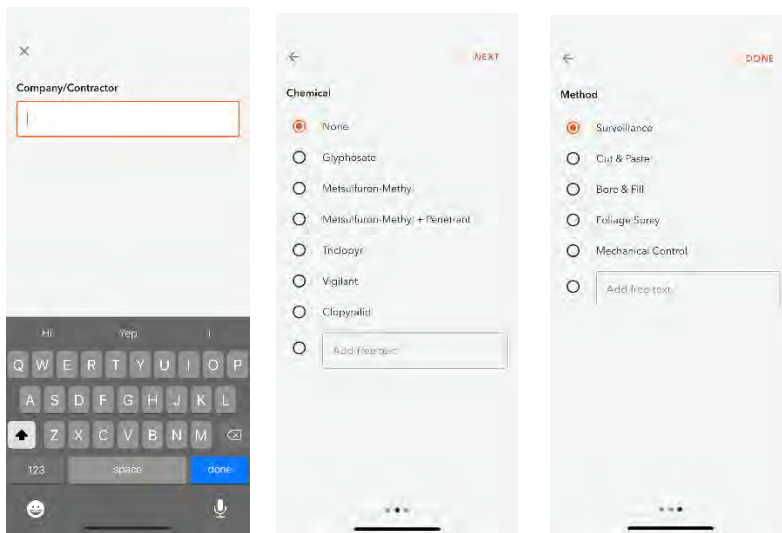 Company/Contractor
Hi Yep I
Q W E R T Y U I O P
A S D F G H J K L
Z X C V B N M
123 space done
NEXT
Chemical
None
Glyphosate
Metsulfuron-Methyl
Metsulfuron-Methyl + Penetrant
Triclopyr
Vigilant
Clopyralid
Add free text
DONE
Method
Surveillance
Cut & Paste
Bore & Fill
Foliage Spray
Mechanical Control
Add free text